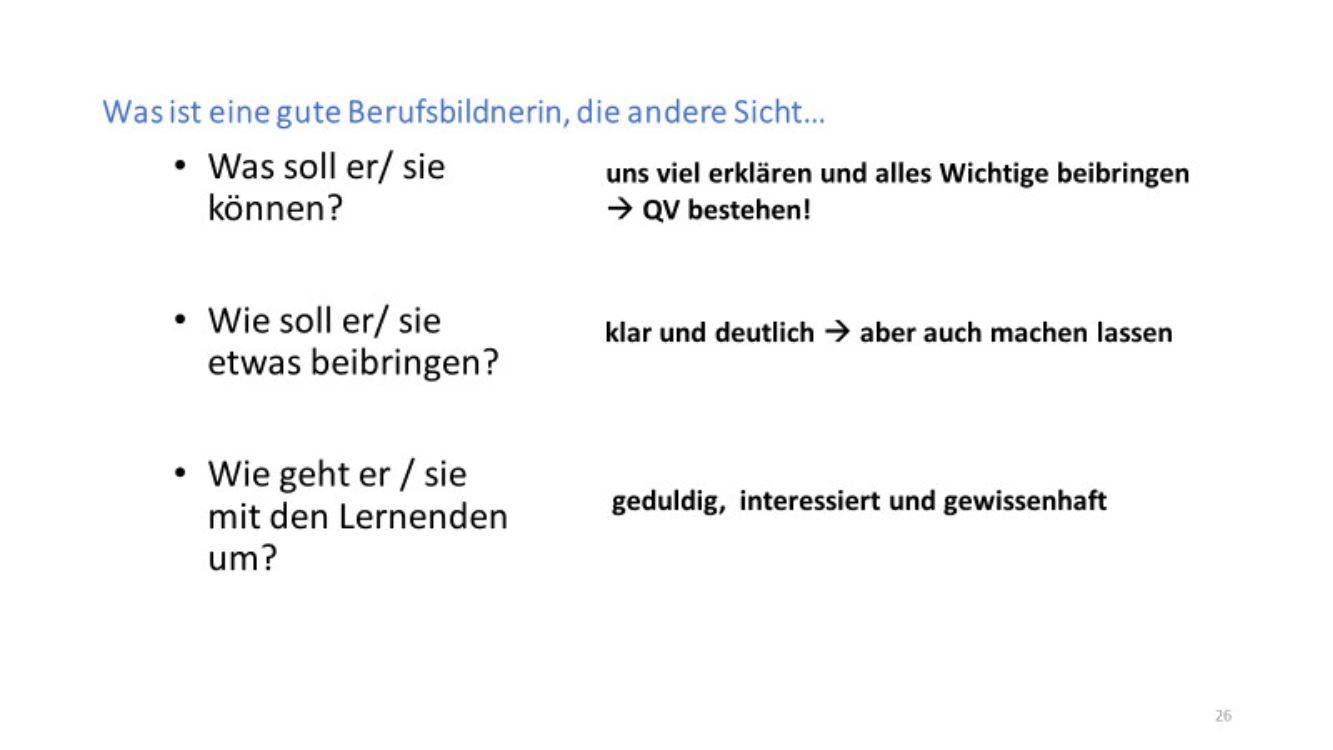 Was ist eine gute Berufsbildnerin, die andere Sicht...
• Was soll er/ sie
können?
uns viel erklären und alles Wichtige beibringen
→ QV bestehen!
• Wie soll er/ sie
etwas beibringen?
klar und deutlich → aber auch machen lassen
• Wie geht er / sie
mit den Lernenden
um?
geduldig,  interessiert und gewissenhaft
26